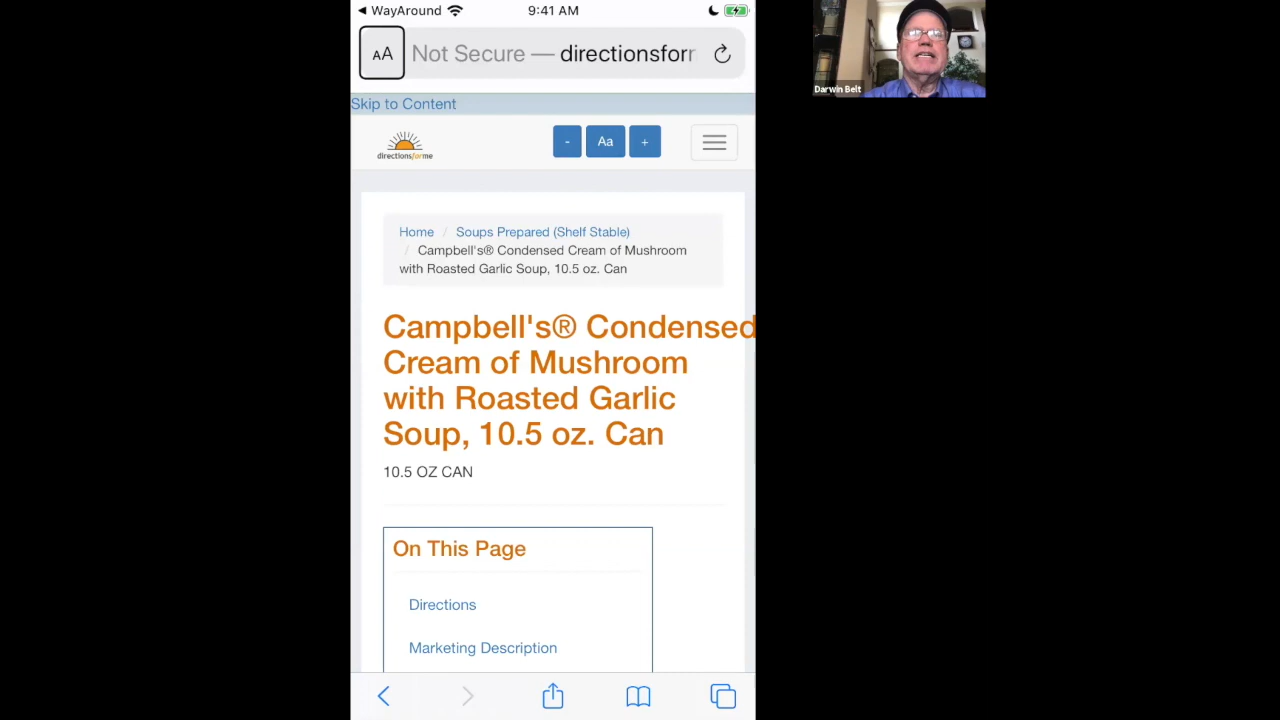 ◀ WayAround 9:41 AM
AA Not Secure — directionsforr
Skip to Content
directionsforme - Aa +
Home / Soups Prepared (Shelf Stable)
/ Campbell's® Condensed Cream of Mushroom
with Roasted Garlic Soup, 10.5 oz. Can
Campbell's® Condensed
Cream of Mushroom
with Roasted Garlic
Soup, 10.5 oz. Can
10.5 OZ CAN
On This Page
Directions
Marketing Description
Darwin Belt